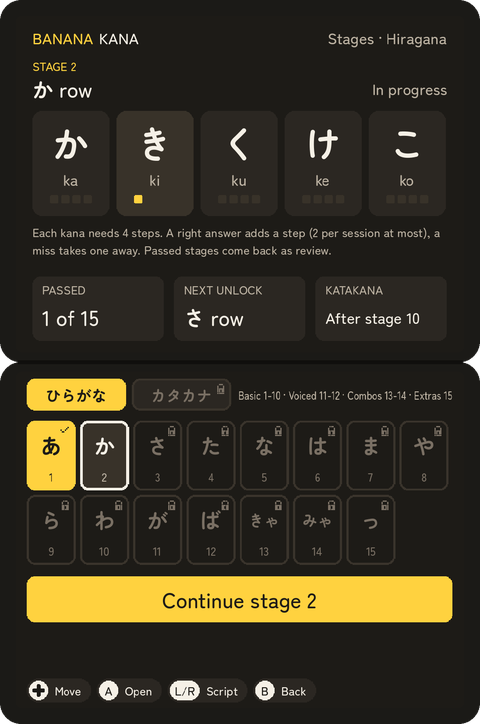 BANANA KANA
Stages · Hiragana
STAGE 2
か row
In progress
か き く け こ
ka ki ku ke ko
Each kana needs 4 steps. A right answer adds a step (2 per session at most), a
miss takes one away. Passed stages come back as review.
PASSED
1 of 15
NEXT UNLOCK
さ row
KATAKANA
After stage 10
ひらがな
カタカナ
Basic 1-10 · Voiced 11-12 · Combos 13-14 · Extras 15
あ か さ た な は ま や
1 2 3 4 5 6 7 8
ら わ が ば きゃ みゃ っ
9 10 11 12 13 14 15
Continue stage 2
Move
A Open
L/R Script
B Back